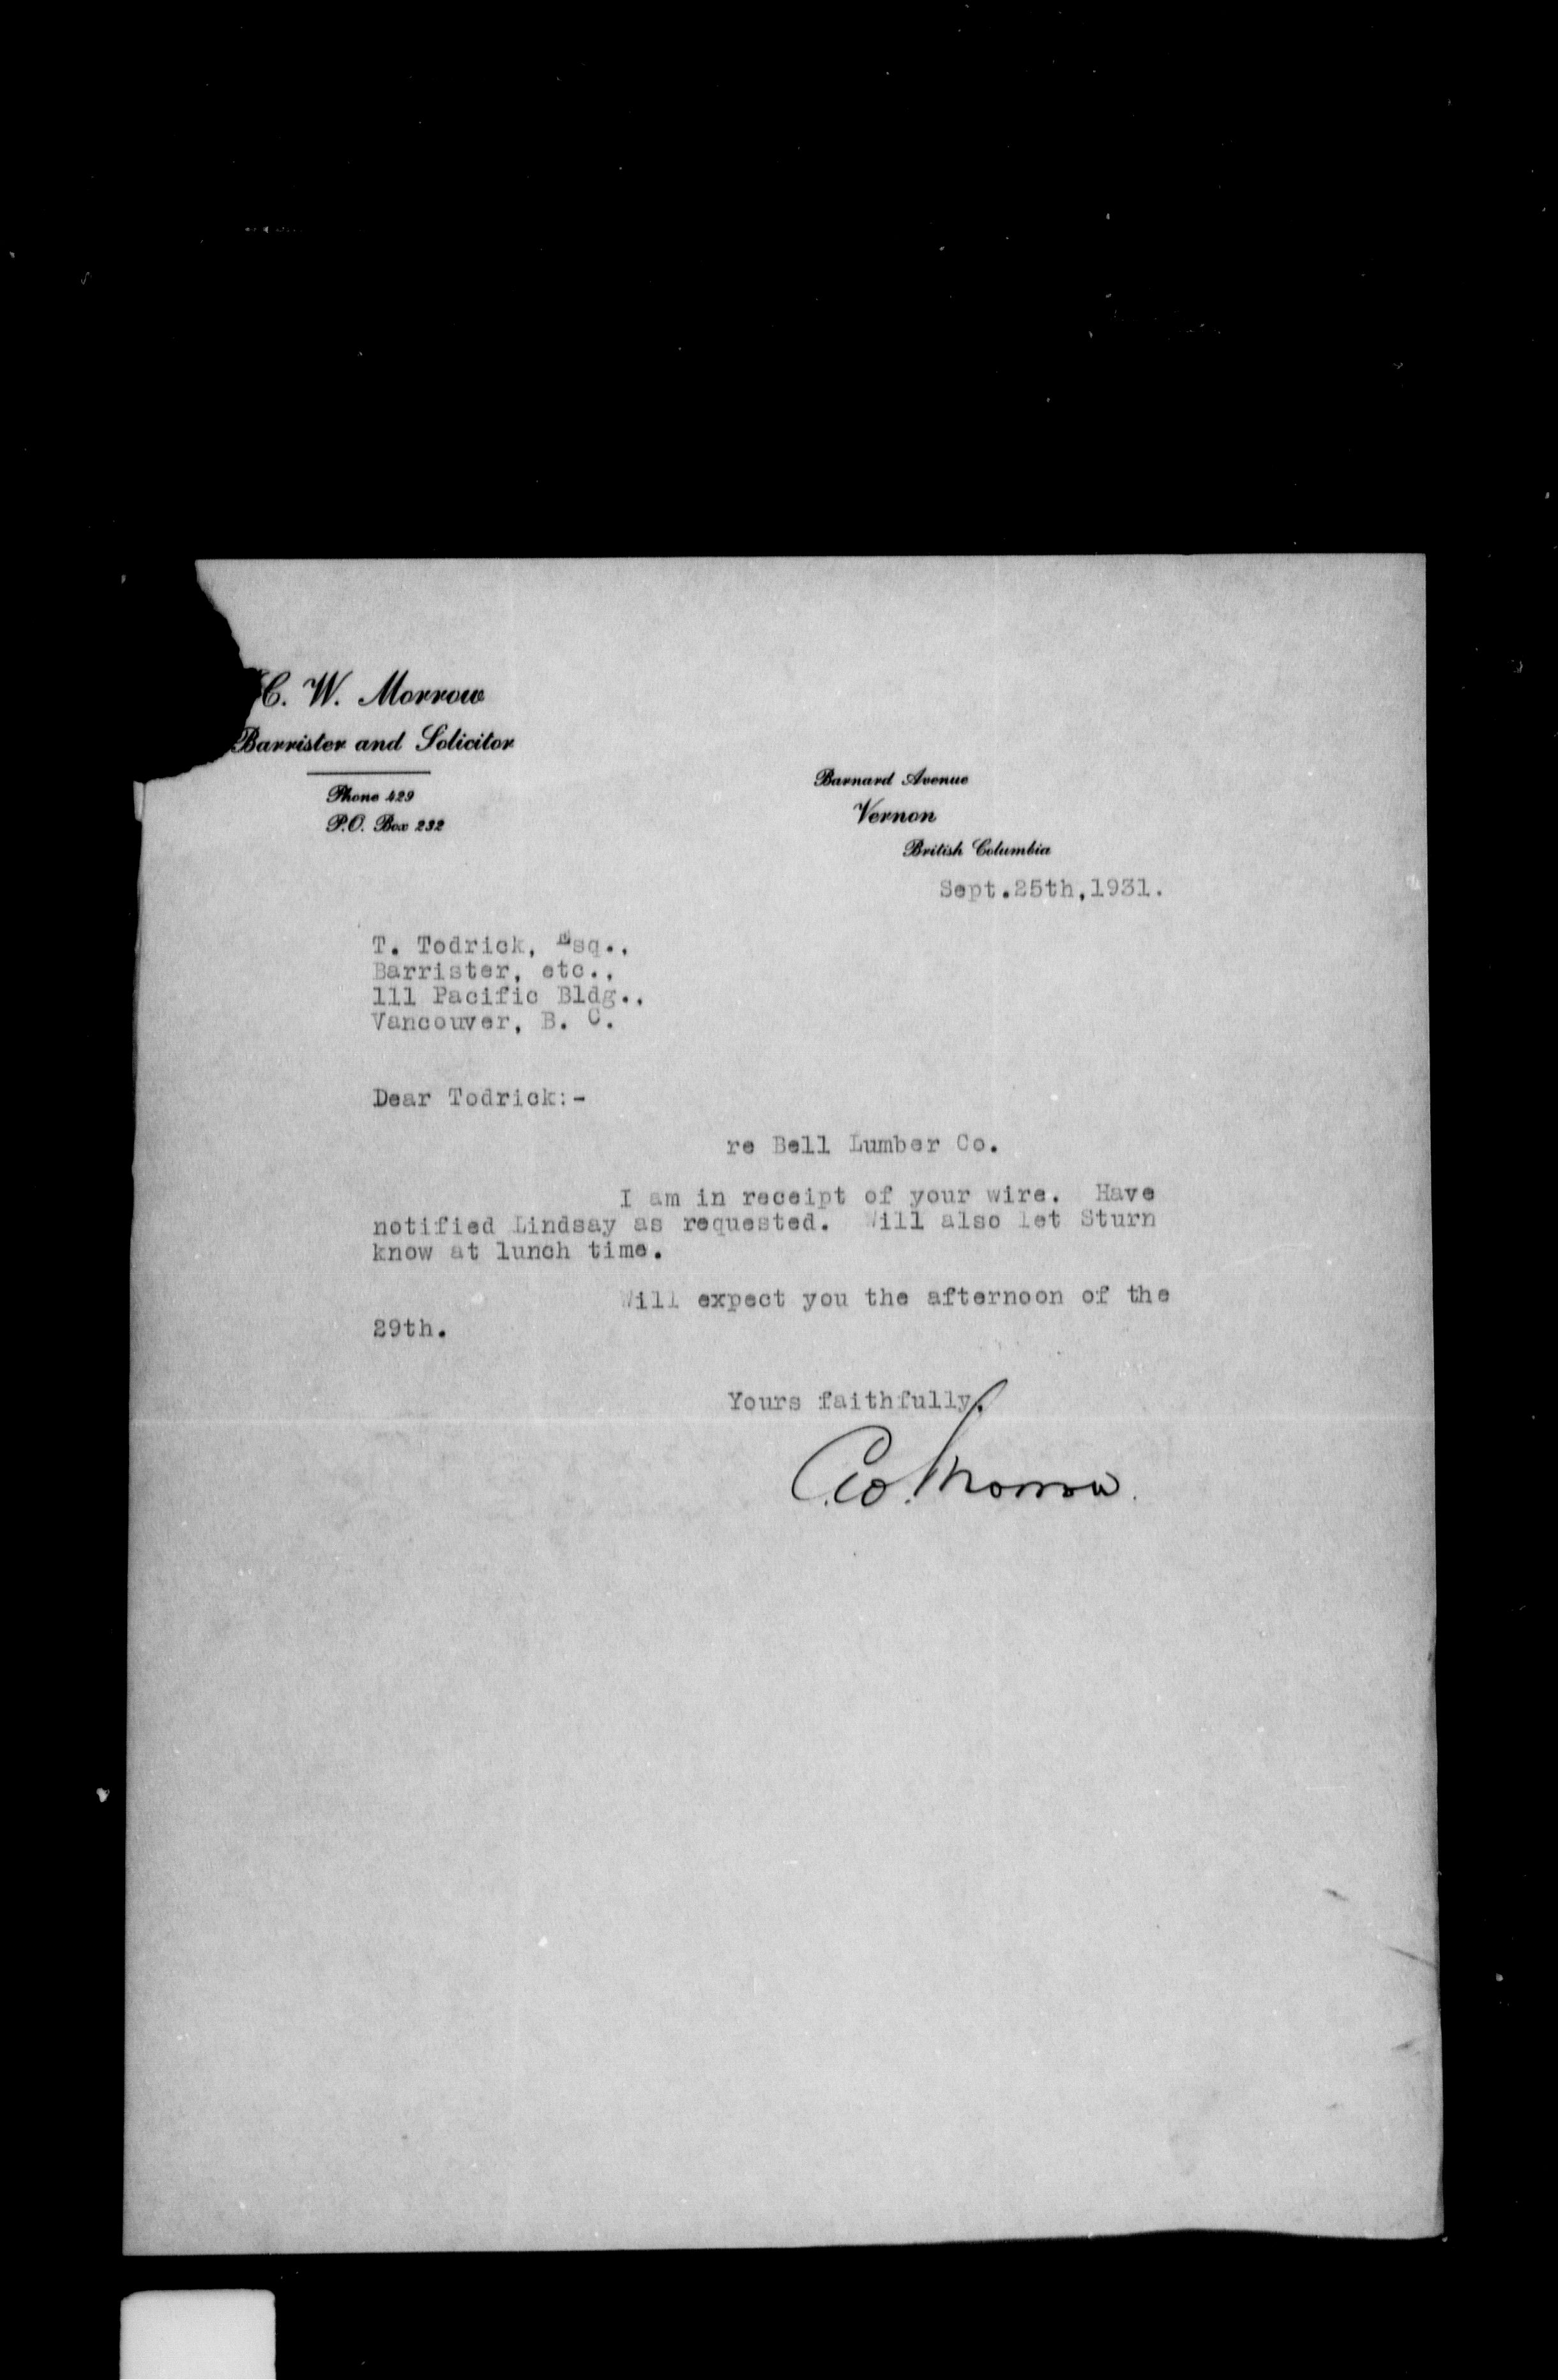 C. W. Morrow
Barrister and Solicitor
Phone 429
P.O. Box 232
Barnard Avenue
Vernon
British Columbia
Sept.25th,1931.
T. Todrick, Esq.,
Barrister, etc.,
111 Pacific Bldg.,
Vancouver, B. C.
Dear Todrick:-
re Bell Lumber Co.
I am in receipt of your wire. Have
notified Lindsay as requested. Will also let Sturn
know at lunch time.
Will expect you the afternoon of the
29th.
Yours faithfully,
C.W. Morrow.